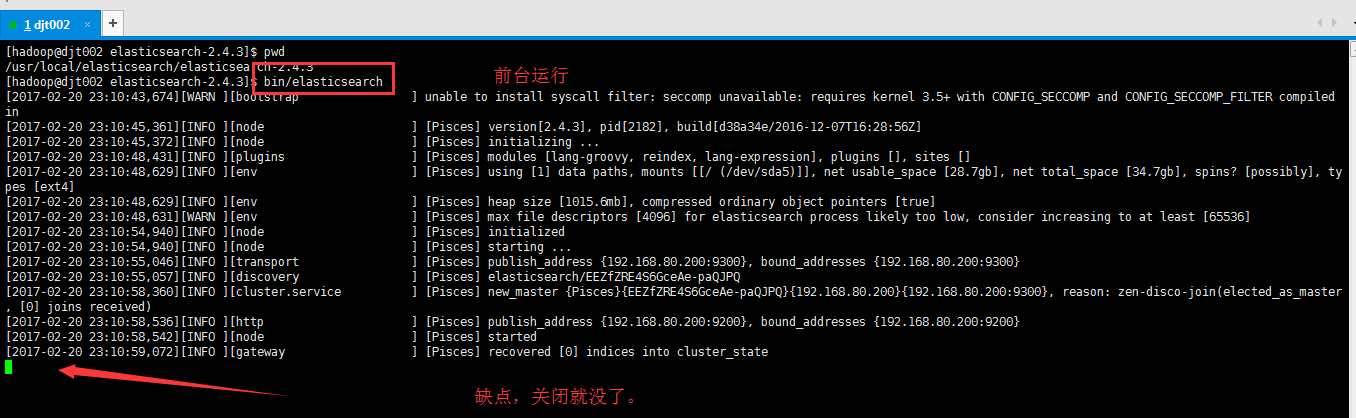 1 djt002 × +
[hadoop@djt002 elasticsearch-2.4.3]$ pwd
/usr/local/elasticsearch/elasticsearch-2.4.3
[hadoop@djt002 elasticsearch-2.4.3]$ bin/elasticsearch 前台运行
[2017-02-20 23:10:43,674][WARN ][bootstrap ] unable to install syscall filter: seccomp unavailable: requires kernel 3.5+ with CONFIG_SECCOMP and CONFIG_SECCOMP_FILTER compiled
in
[2017-02-20 23:10:45,361][INFO ][node ] [Pisces] version[2.4.3], pid[2182], build[d38a34e/2016-12-07T16:28:56Z]
[2017-02-20 23:10:45,372][INFO ][node ] [Pisces] initializing ...
[2017-02-20 23:10:48,431][INFO ][plugins ] [Pisces] modules [lang-groovy, reindex, lang-expression], plugins [], sites []
[2017-02-20 23:10:48,629][INFO ][env ] [Pisces] using [1] data paths, mounts [[/ (/dev/sda5)]], net usable_space [28.7gb], net total_space [34.7gb], spins? [possibly], ty
pes [ext4]
[2017-02-20 23:10:48,629][INFO ][env ] [Pisces] heap size [1015.6mb], compressed ordinary object pointers [true]
[2017-02-20 23:10:48,631][WARN ][env ] [Pisces] max file descriptors [4096] for elasticsearch process likely too low, consider increasing to at least [65536]
[2017-02-20 23:10:54,940][INFO ][node ] [Pisces] initialized
[2017-02-20 23:10:54,940][INFO ][node ] [Pisces] starting ...
[2017-02-20 23:10:55,046][INFO ][transport ] [Pisces] publish_address {192.168.80.200:9300}, bound_addresses {192.168.80.200:9300}
[2017-02-20 23:10:55,057][INFO ][discovery ] [Pisces] elasticsearch/EEZfZRE4S6GceAe-paQJPQ
[2017-02-20 23:10:58,360][INFO ][cluster.service ] [Pisces] new_master {Pisces}{EEZfZRE4S6GceAe-paQJPQ}{192.168.80.200}{192.168.80.200:9300}, reason: zen-disco-join(elected_as_master
, [0] joins received)
[2017-02-20 23:10:58,536][INFO ][http ] [Pisces] publish_address {192.168.80.200:9200}, bound_addresses {192.168.80.200:9200}
[2017-02-20 23:10:58,542][INFO ][node ] [Pisces] started
[2017-02-20 23:10:59,072][INFO ][gateway ] [Pisces] recovered [0] indices into cluster_state
缺点，关闭就没了。